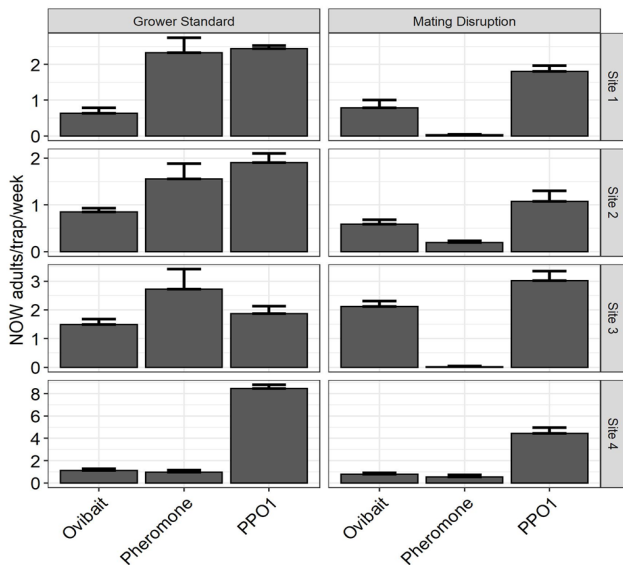 Grower Standard
Mating Disruption
NOW adults/trap/week
2
1
0
Site 1
2
1
0
Site 2
3
2
1
0
Site 3
8
6
4
2
0
Site 4
Ovibait
Pheromone
PPO1
Ovibait
Pheromone
PPO1